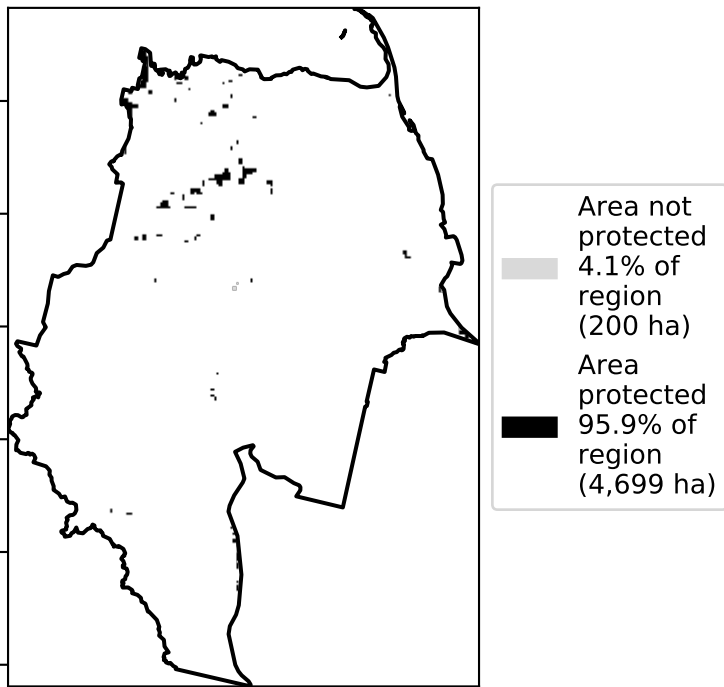 Area not
protected
4.1% of
region
(200 ha)
Area
protected
95.9% of
region
(4,699 ha)